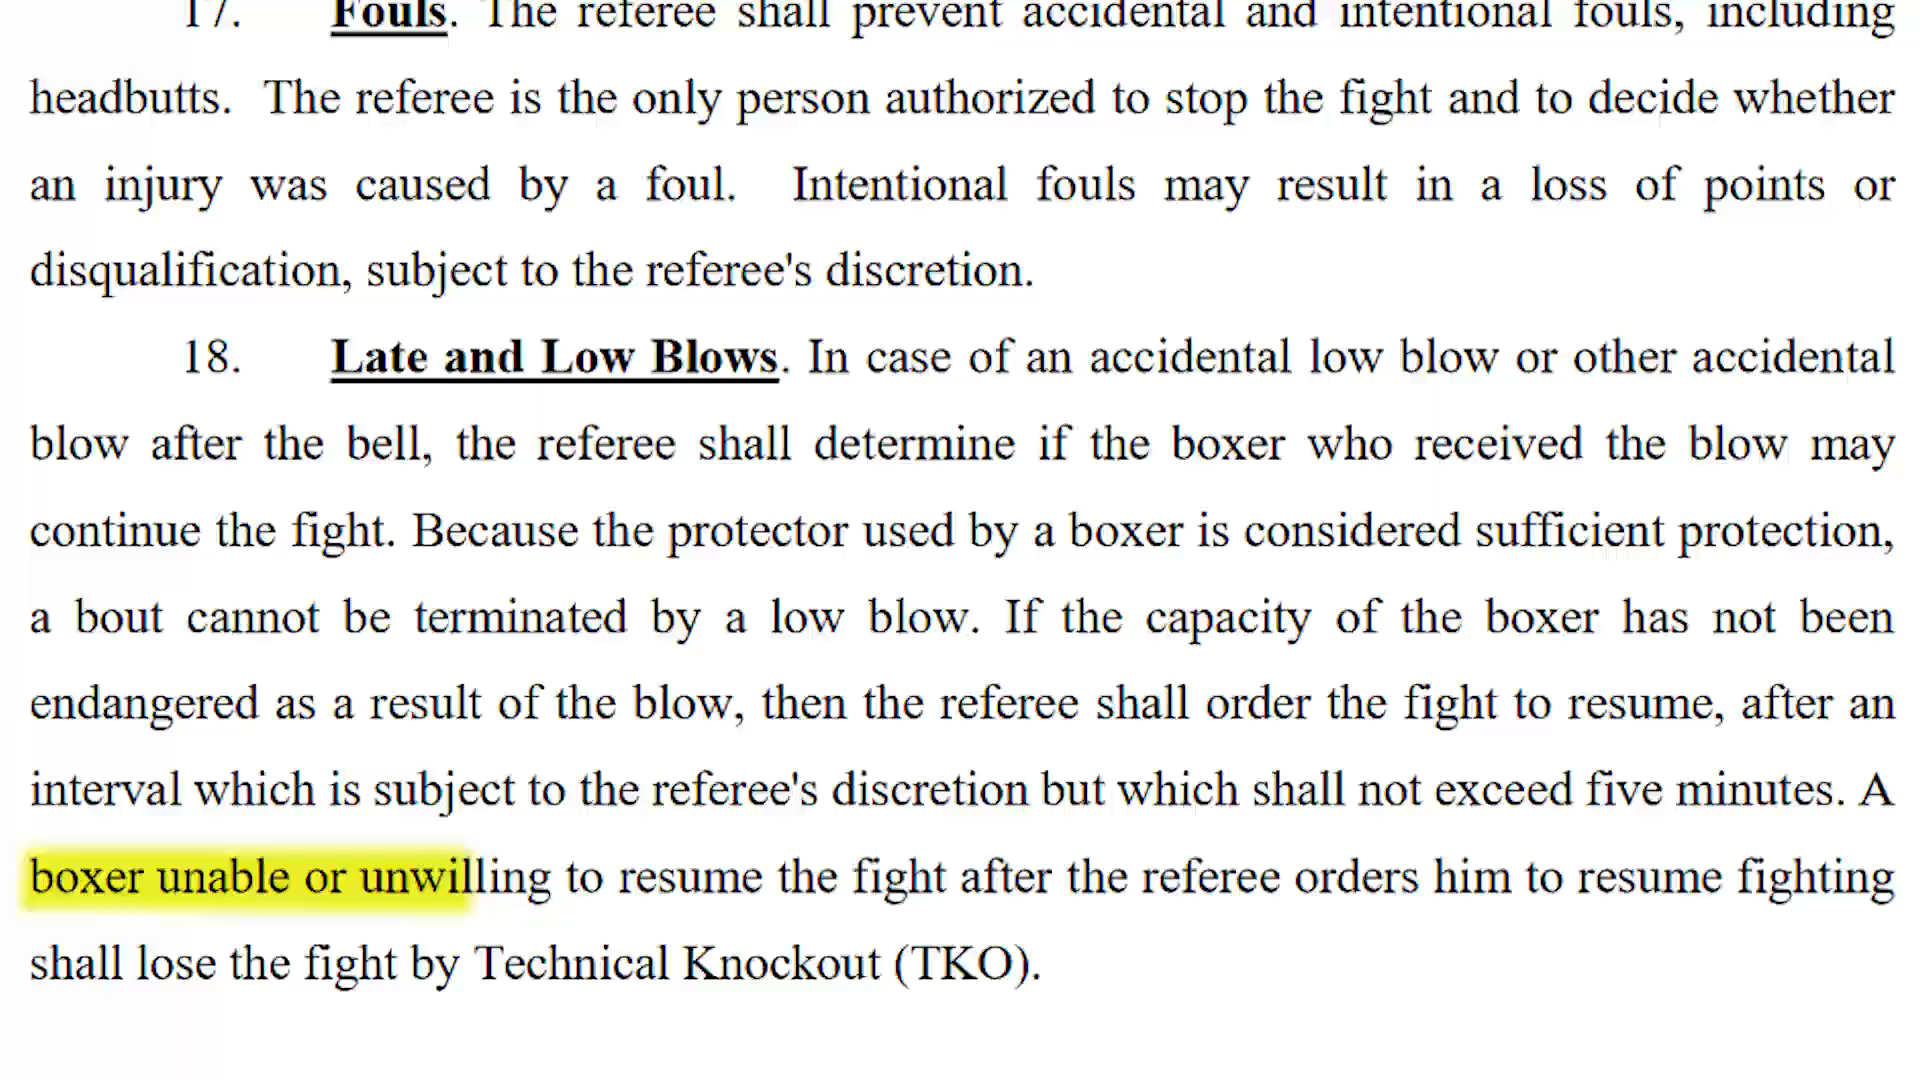 17. Fouls. The referee shall prevent accidental and intentional fouls, including
headbutts. The referee is the only person authorized to stop the fight and to decide whether
an injury was caused by a foul. Intentional fouls may result in a loss of points or
disqualification, subject to the referee's discretion.
18. Late and Low Blows. In case of an accidental low blow or other accidental
blow after the bell, the referee shall determine if the boxer who received the blow may
continue the fight. Because the protector used by a boxer is considered sufficient protection,
a bout cannot be terminated by a low blow. If the capacity of the boxer has not been
endangered as a result of the blow, then the referee shall order the fight to resume, after an
interval which is subject to the referee's discretion but which shall not exceed five minutes. A
boxer unable or unwilling to resume the fight after the referee orders him to resume fighting
shall lose the fight by Technical Knockout (TKO).